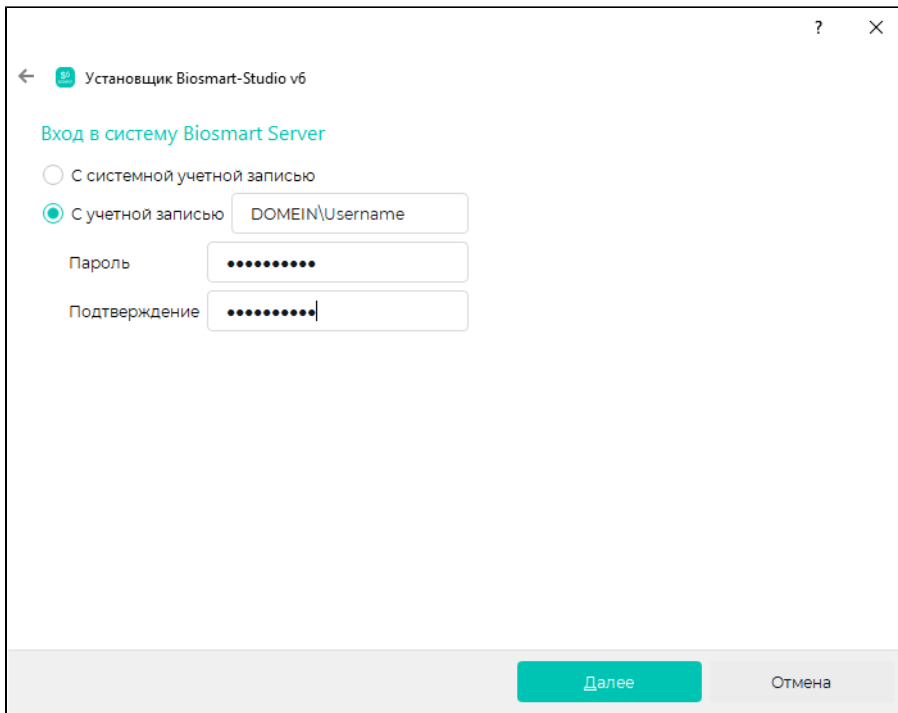 ?
Установщик Biosmart-Studio v6
Вход в систему Biosmart Server
С системной учетной записью
С учетной записью DOMEIN\Username
Пароль ••••••••••
Подтверждение ••••••••••
Далее Отмена